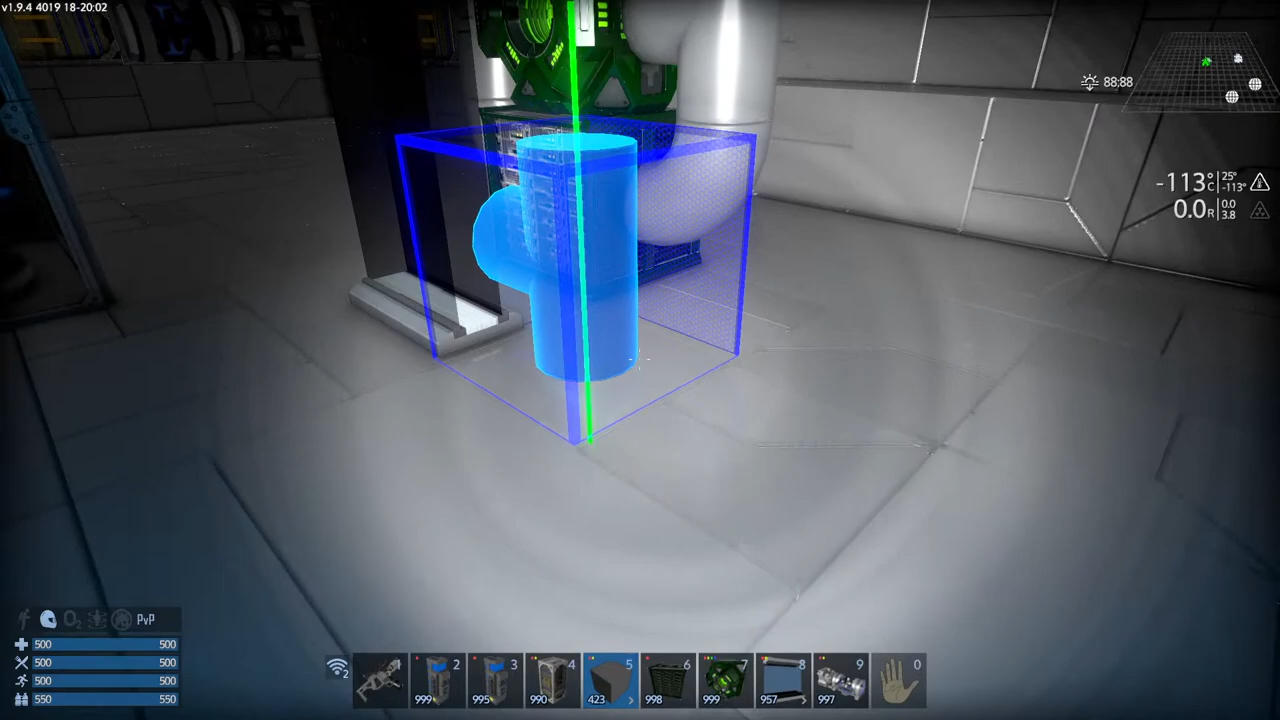 v1.9.4 4019 18-20:02
88:88
-113°C 25° -113°
0.0R 0.0 3.8
O2 PvP
500 500
500 500
500 500
550 550
2
2 3 4 5 6 7 8 9 0
999 995 990 423 998 999 957 997